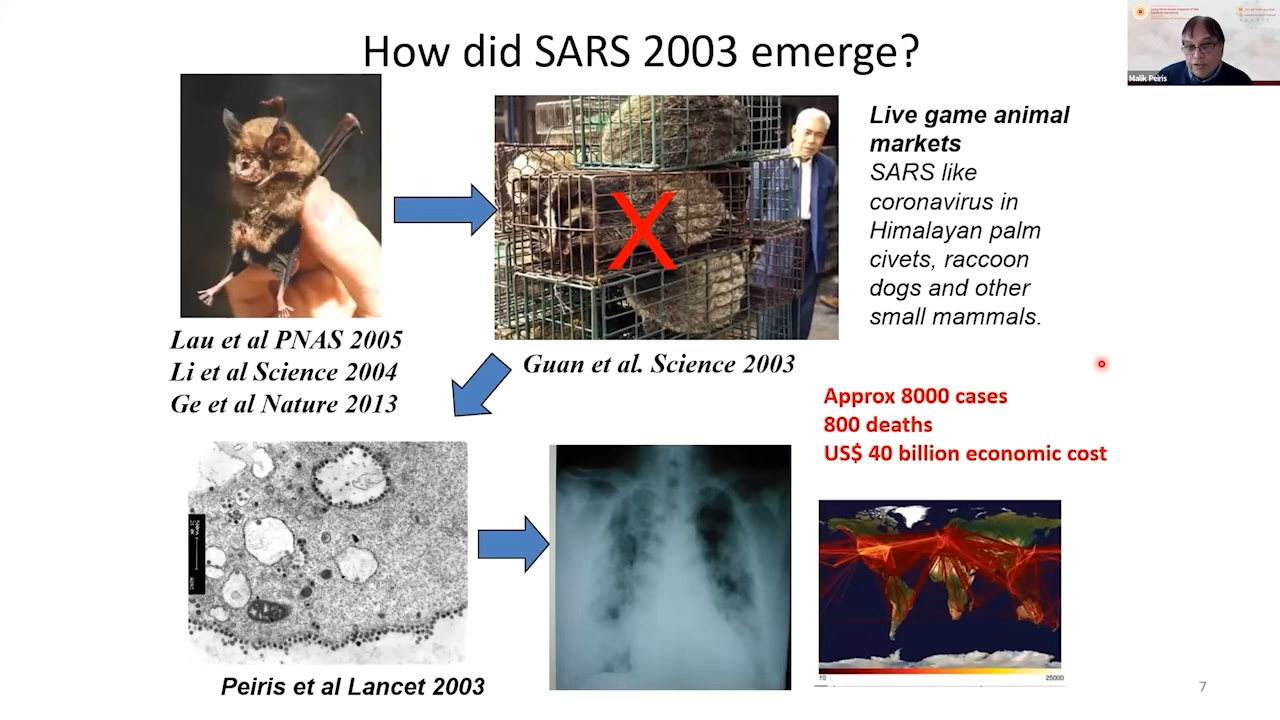 How did SARS 2003 emerge?
Malik Peiris
Live game animal
markets
SARS like
coronavirus in
Himalayan palm
civets, raccoon
dogs and other
small mammals.
Lau et al PNAS 2005
Li et al Science 2004
Ge et al Nature 2013
Guan et al. Science 2003
X
Approx 8000 cases
800 deaths
US$ 40 billion economic cost
Peiris et al Lancet 2003
10
25000
7